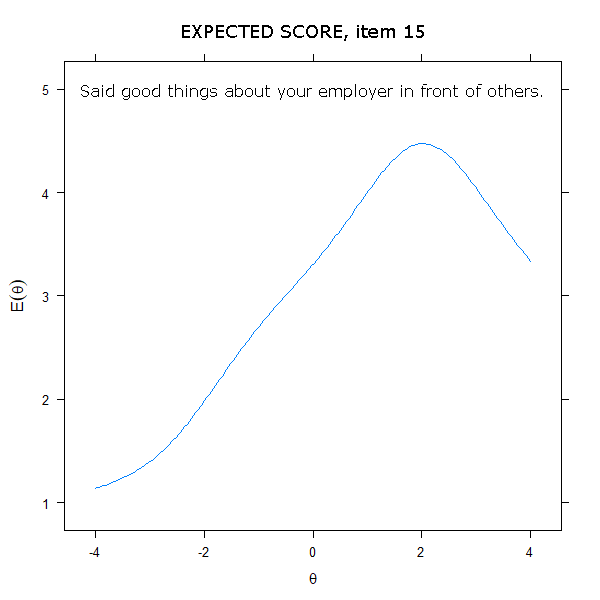 EXPECTED SCORE, item 15
Said good things about your employer in front of others.
5
4
3
2
1
E(θ)
-4 -2 0 2 4
θ